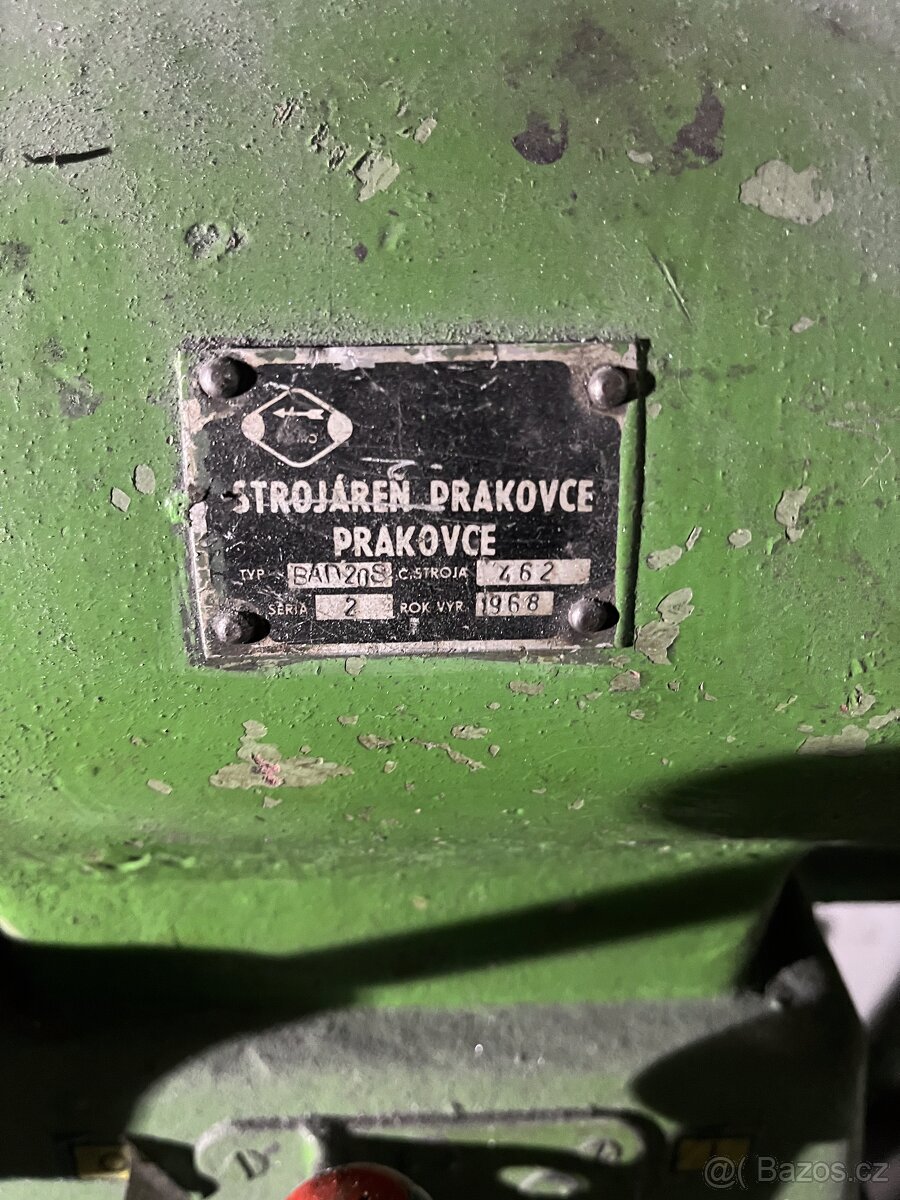 STROJÁREŇ PRAKOVCE
PRAKOVCE
TYP BAD20S Č.STROJA 462
SÉRIA 2 ROK VÝR. 1968
@( Bazos.cz